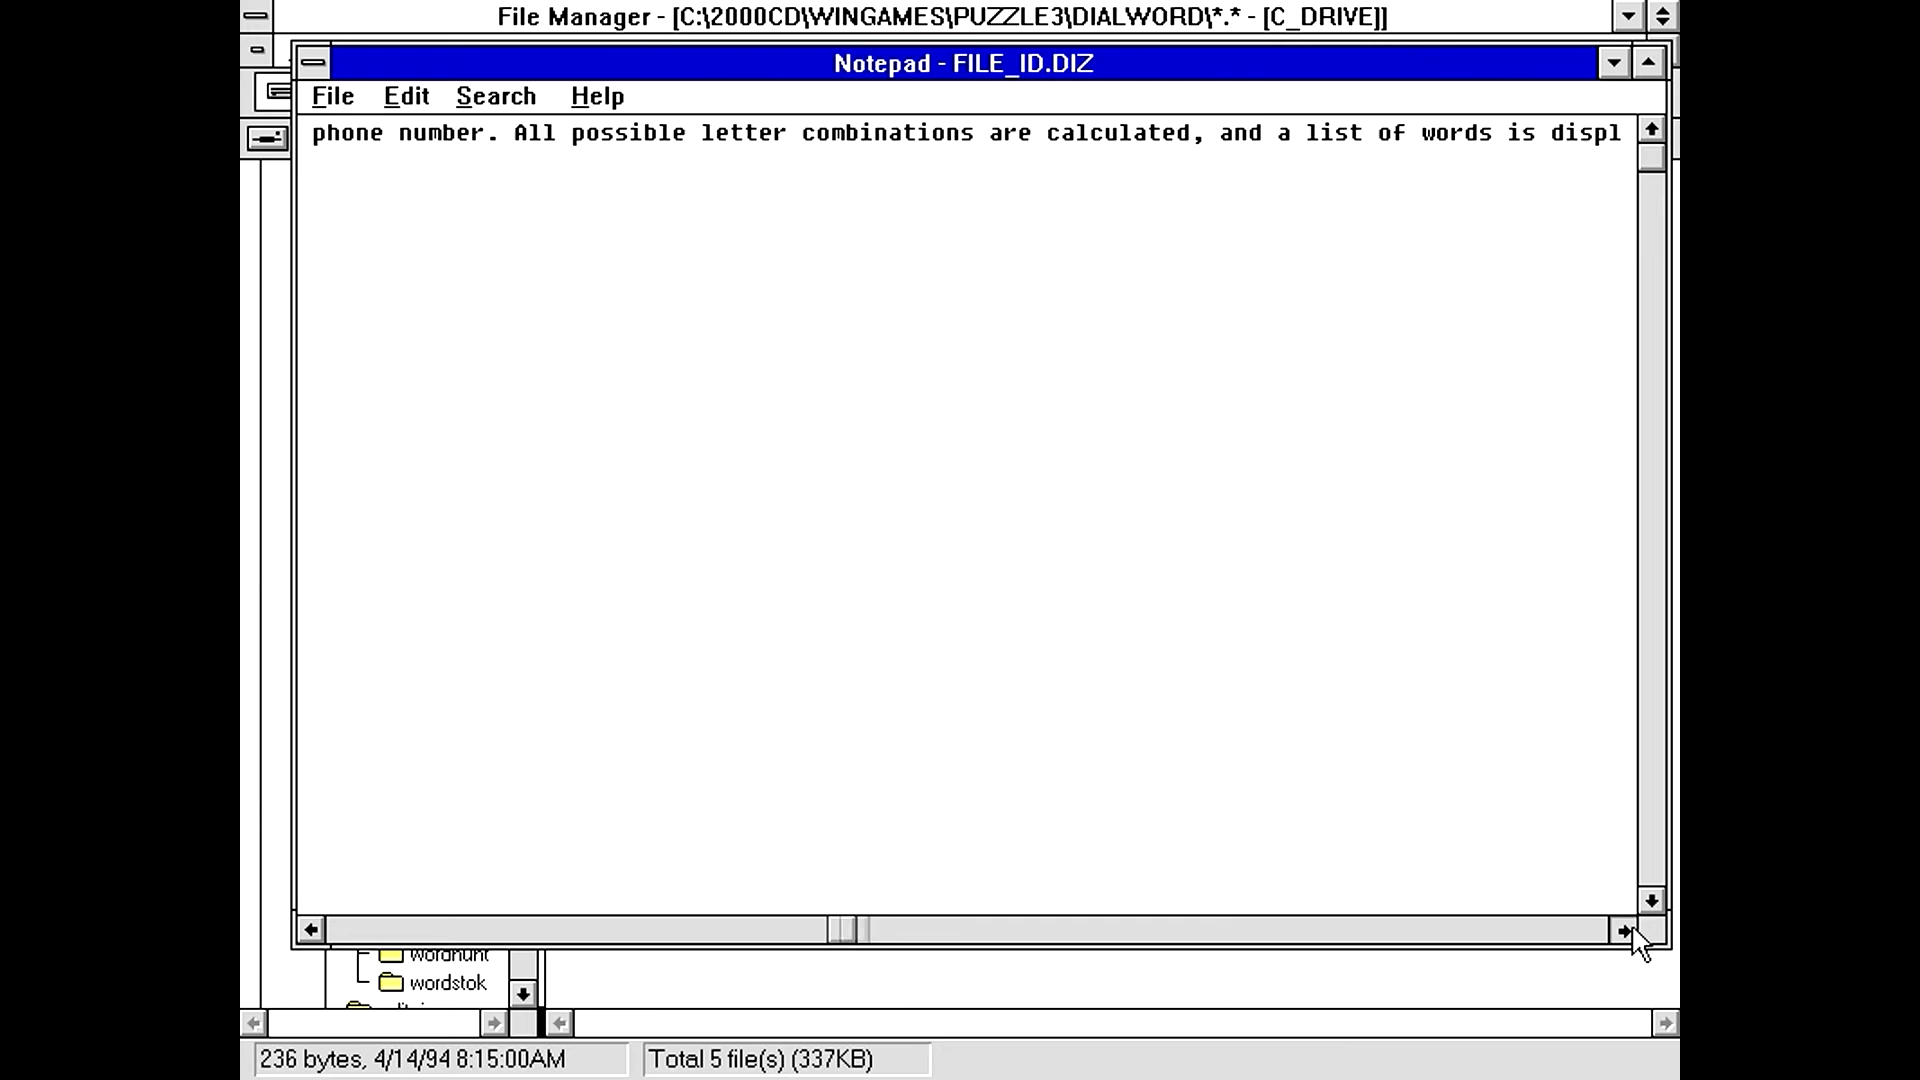 File Manager - [C:\2000CD\WINGAMES\PUZZLE3\DIALWORD\*.* - [C_DRIVE]]
Notepad - FILE_ID.DIZ
File Edit Search Help
phone number. All possible letter combinations are calculated, and a list of words is displ
wordhunt
wordstok
236 bytes, 4/14/94 8:15:00AM
Total 5 file(s) (337KB)